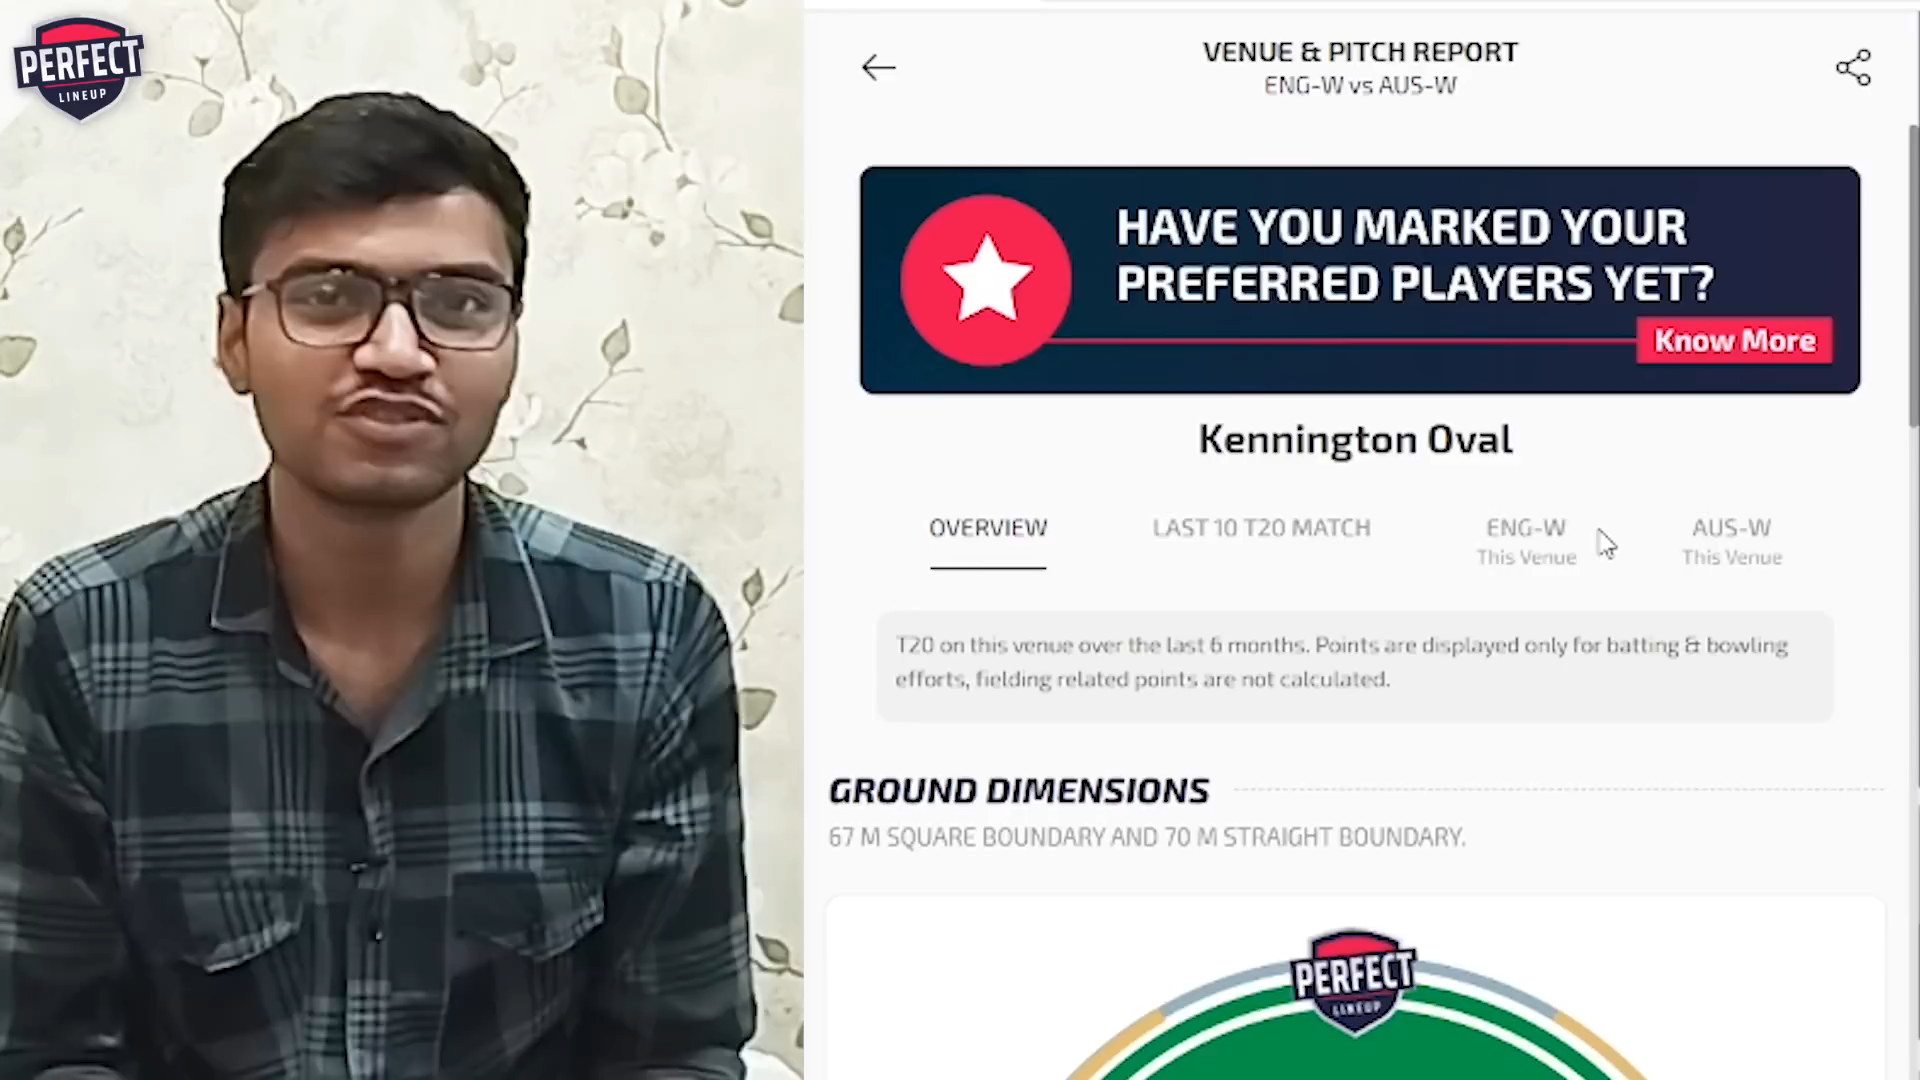 PERFECT
LINEUP
VENUE & PITCH REPORT
ENG-W vs AUS-W
HAVE YOU MARKED YOUR
PREFERRED PLAYERS YET?
Know More
Kennington Oval
OVERVIEW
LAST 10 T20 MATCH
ENG-W
This Venue
AUS-W
This Venue
T20 on this venue over the last 6 months. Points are displayed only for batting & bowling
efforts, fielding related points are not calculated.
GROUND DIMENSIONS
67 M SQUARE BOUNDARY AND 70 M STRAIGHT BOUNDARY.
PERFECT
LINEUP